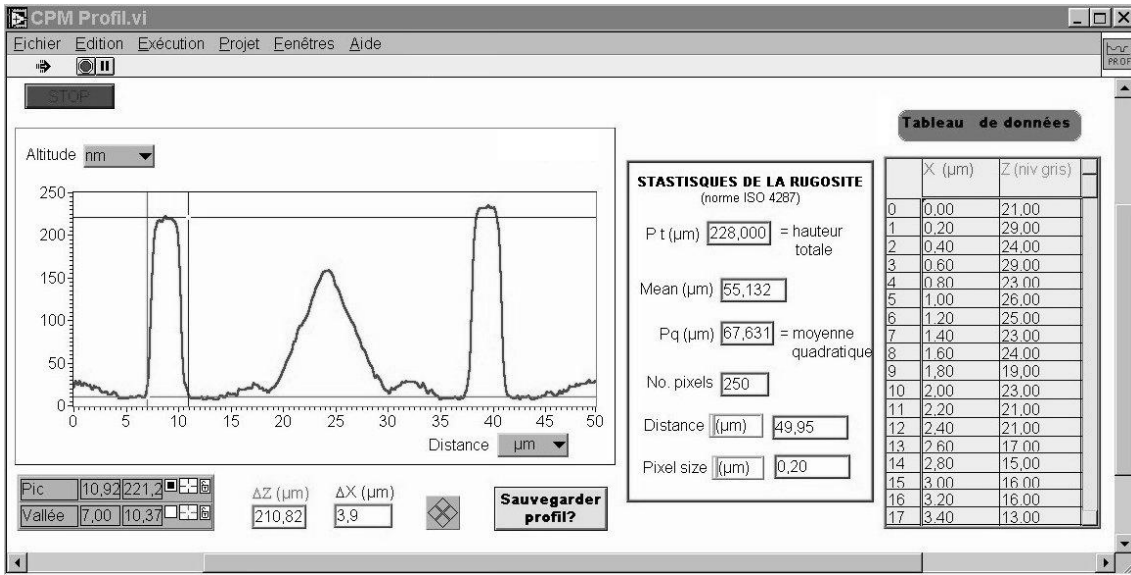 CPM Profil.vi
Fichier Edition Exécution Projet Fenêtres Aide
PROF
STOP
Tableau de données
Altitude nm
250
200
150
100
50
0
0 5 10 15 20 25 30 35 40 45 50
Distance µm
STASTISQUES DE LA RUGOSITE
(norme ISO 4287)
P t (µm) 228,000 = hauteur
totale
Mean (µm) 55,132
Pq (µm) 67,631 = moyenne
quadratique
No. pixels 250
Distance (µm) 49,95
Pixel size (µm) 0,20
X (µm) Z (niv gris)
0 0,00 21,00
1 0,20 29,00
2 0,40 24,00
3 0,60 29,00
4 0,80 23,00
5 1,00 26,00
6 1,20 25,00
7 1,40 23,00
8 1,60 24,00
9 1,80 19,00
10 2,00 23,00
11 2,20 21,00
12 2,40 21,00
13 2,60 17,00
14 2,80 15,00
15 3,00 16,00
16 3,20 16,00
17 3,40 13,00
Pic 10,92 221,2
Vallée 7,00 10,37
ΔZ (µm) ΔX (µm)
210,82 3,9
Sauvegarder
profil?